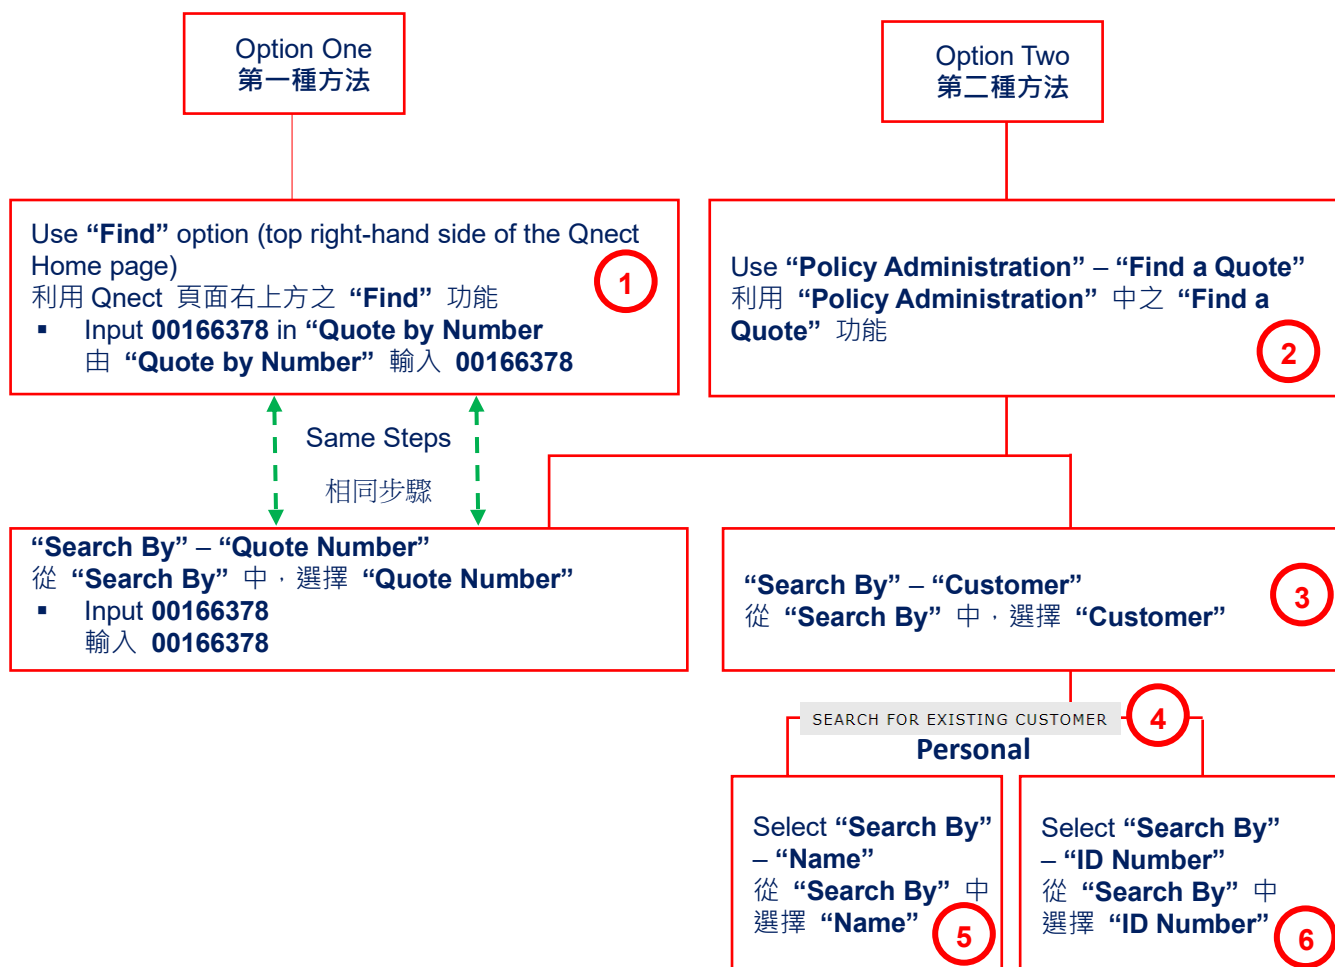 Option One
第一種方法
Option Two
第二種方法
Use “Find” option (top right-hand side of the Qnect
Home page)
利用 Qnect 頁面右上方之 “Find” 功能
▪ Input 00166378 in “Quote by Number
由 “Quote by Number” 輸入 00166378
1
Use “Policy Administration” – “Find a Quote”
利用 “Policy Administration” 中之 “Find a
Quote” 功能
2
Same Steps
相同步驟
“Search By” – “Quote Number”
從 “Search By” 中，選擇 “Quote Number”
▪ Input 00166378
輸入 00166378
“Search By” – “Customer”
從 “Search By” 中，選擇 “Customer”
3
SEARCH FOR EXISTING CUSTOMER
4
Personal
Select “Search By”
– “Name”
從 “Search By” 中
選擇 “Name”
5
Select “Search By”
– “ID Number”
從 “Search By” 中
選擇 “ID Number”
6